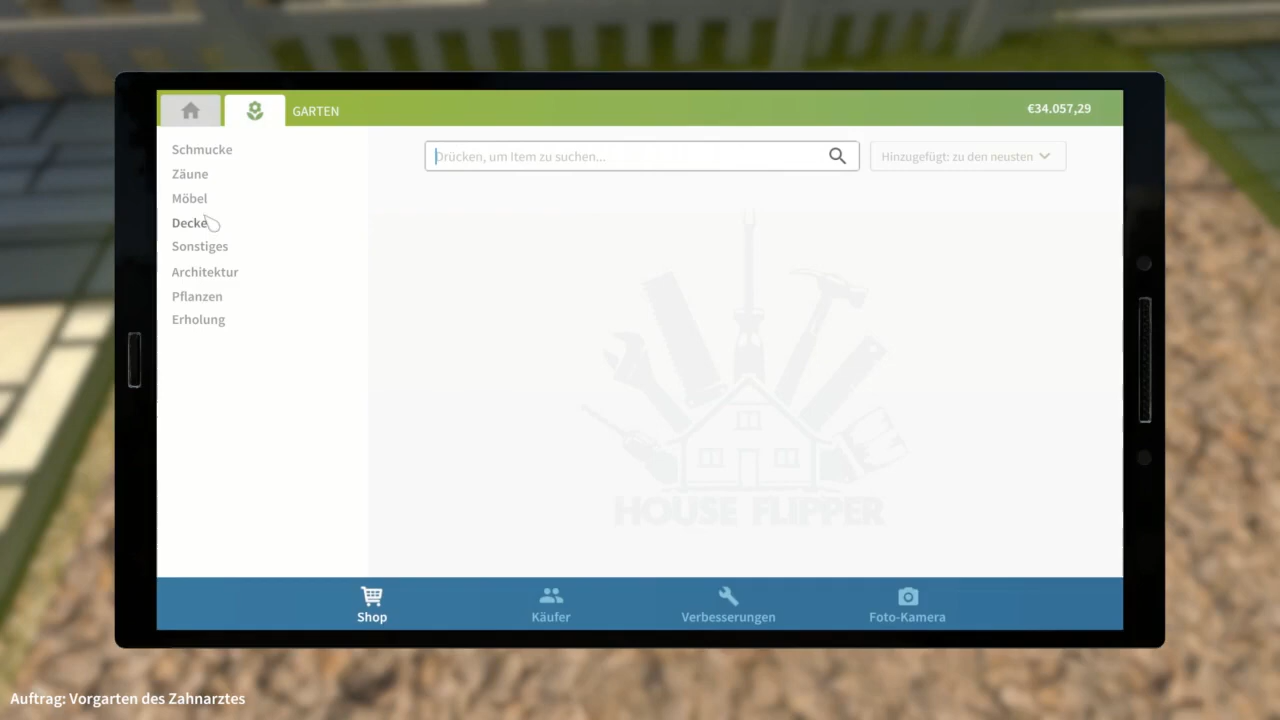 GARTEN
€34.057,29
Schmucke
Zäune
Möbel
Decke
Sonstiges
Architektur
Pflanzen
Erholung
Drücken, um Item zu suchen...
Hinzugefügt: zu den neusten
HOUSE FLIPPER
Shop
Käufer
Verbesserungen
Foto-Kamera
Auftrag: Vorgarten des Zahnarztes